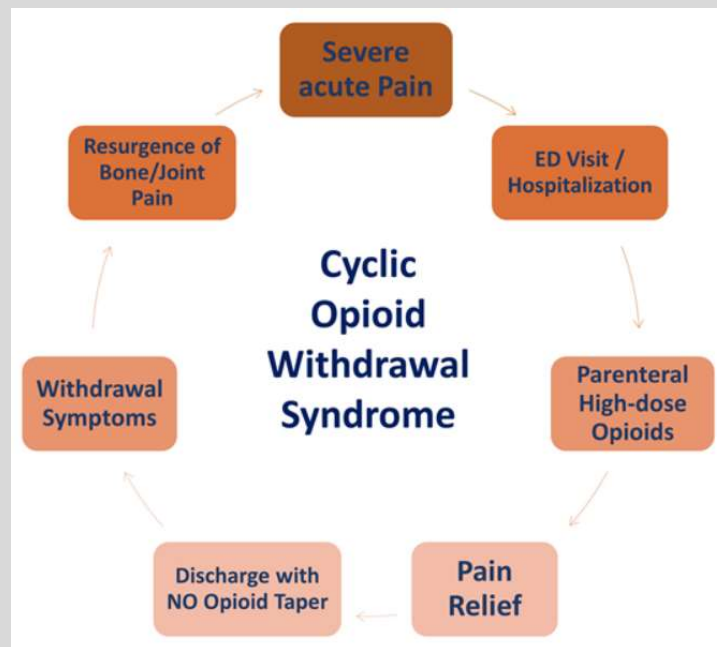 Severe
acute Pain
ED Visit /
Hospitalization
Parenteral
High-dose
Opioids
Pain
Relief
Discharge with
NO Opioid Taper
Withdrawal
Symptoms
Resurgence of
Bone/Joint
Pain
Cyclic
Opioid
Withdrawal
Syndrome